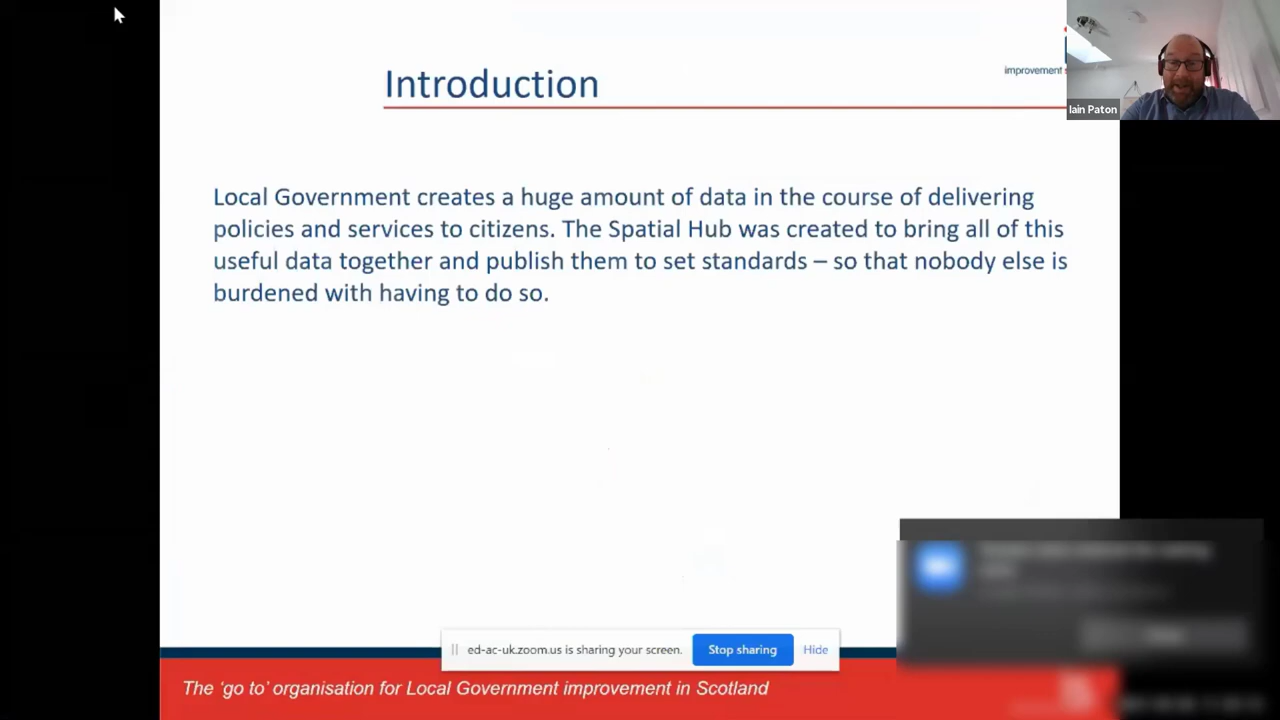 Introduction
improvement
Iain Paton
Local Government creates a huge amount of data in the course of delivering
policies and services to citizens. The Spatial Hub was created to bring all of this
useful data together and publish them to set standards – so that nobody else is
burdened with having to do so.
ed-ac-uk.zoom.us is sharing your screen.
Stop sharing
Hide
The ‘go to’ organisation for Local Government improvement in Scotland